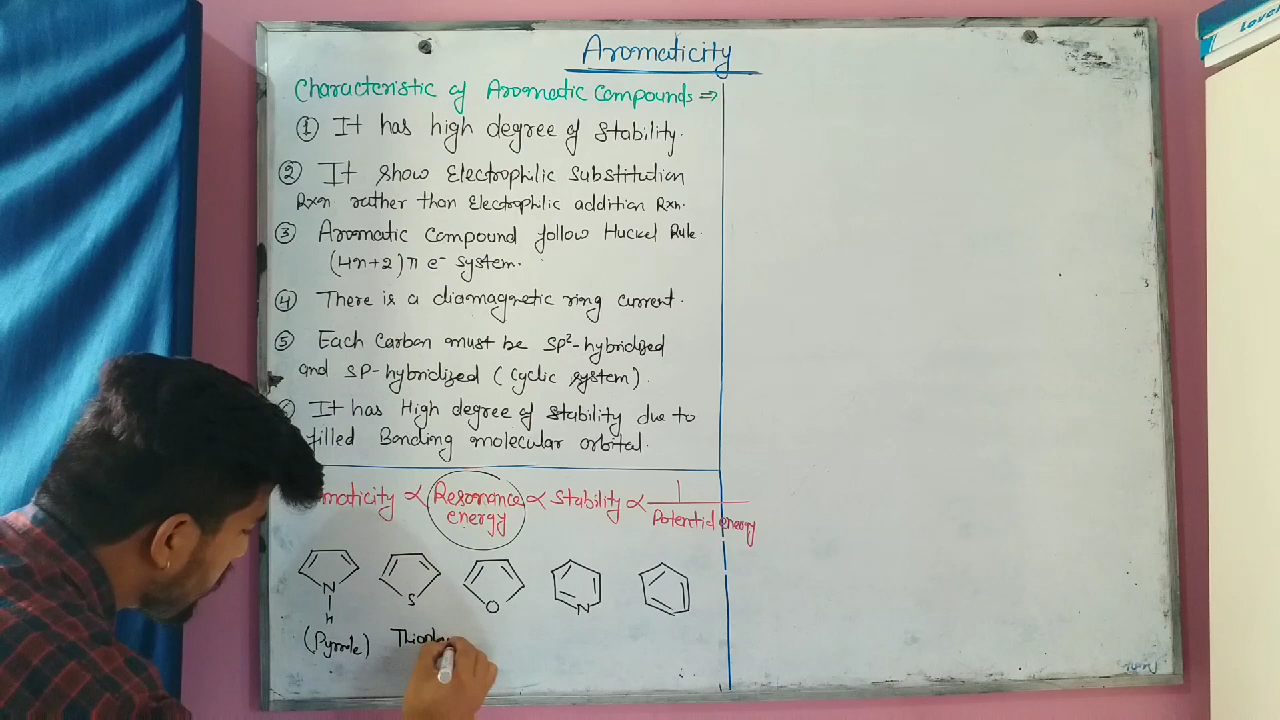 Aromaticity
Characteristic of Aromatic Compounds ⇒
① It has high degree of stability.
② It show Electrophilic substitution
Rxn rather than Electrophilic addition Rxn.
③ Aromatic Compound follow Huckel Rule.
(4n+2)π e⁻ system.
④ There is a diamagnetic ring current.
⑤ Each Carbon must be sp²-hybridized
and sp-hybridized (cyclic system).
It has High degree of stability due to
filled Bonding molecular orbital.
maticity ∝ Resonance energy ∝ stability ∝ 1/Potential energy
N H S O N
(Pyrrole) Thioph